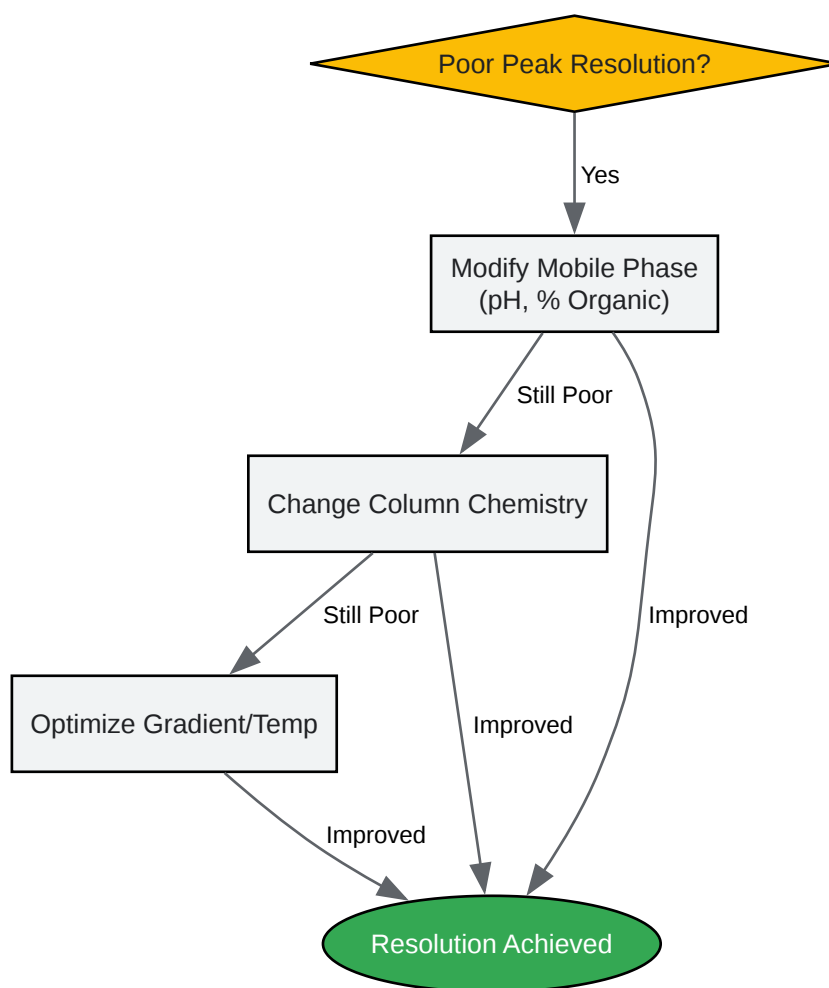 Poor Peak Resolution?
Yes
Modify Mobile Phase
(pH, % Organic)
Still Poor
Change Column Chemistry
Still Poor
Improved
Optimize Gradient/Temp
Improved
Improved
Resolution Achieved